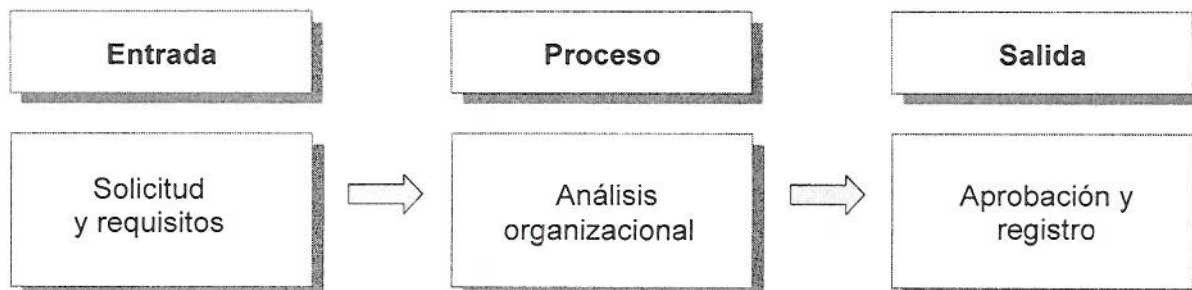 Entrada
Proceso
Salida
Solicitud
y requisitos
Análisis
organizacional
Aprobación y
registro